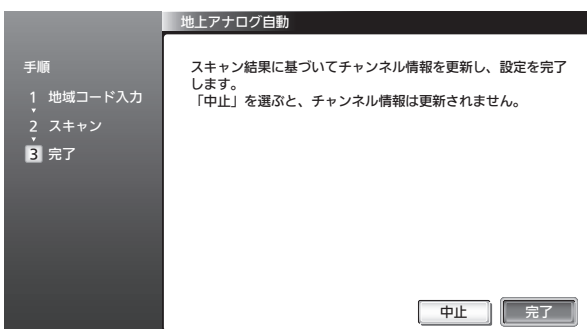 地上アナログ自動
手順
1 地域コード入力
2 スキャン
3 完了
スキャン結果に基づいてチャンネル情報を更新し、設定を完了
します。
「中止」を選ぶと、チャンネル情報は更新されません。
中止
完了